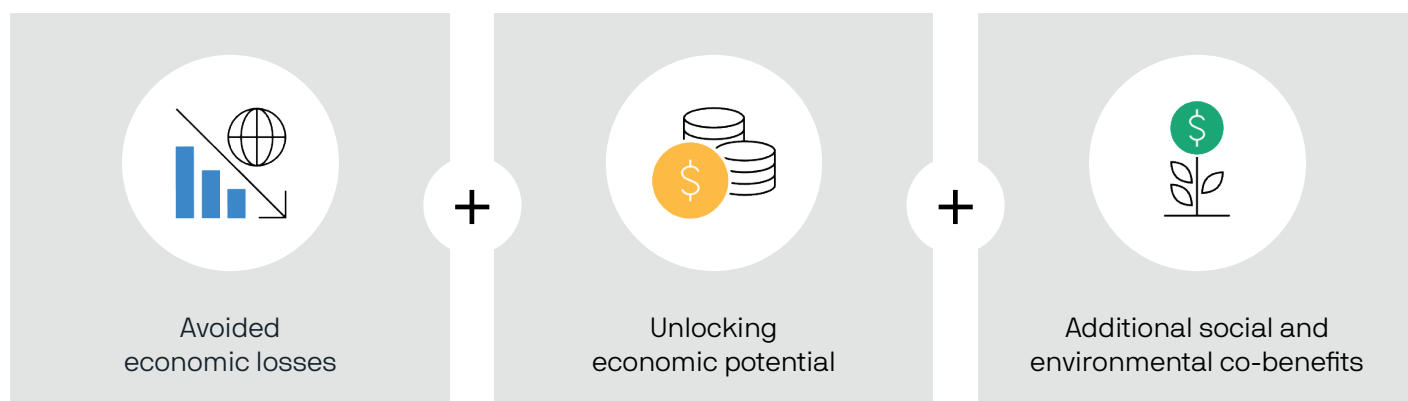 Avoided
economic losses
$
+
Unlocking
economic potential
$
+
Additional social and
environmental co-benefits
$